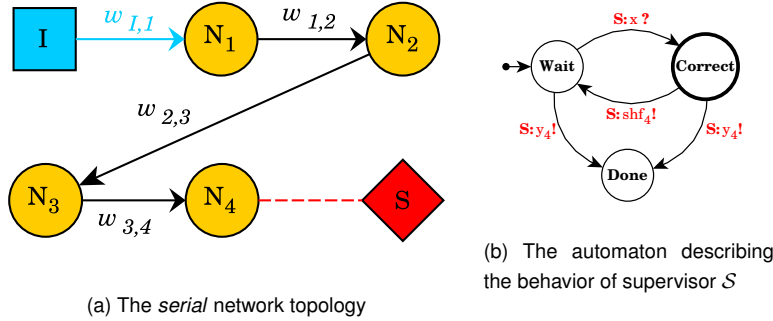 I
w I,1
N1
w 1,2
N2
w 2,3
N3
w 3,4
N4
S
(a) The serial network topology
S:x?
Wait
Correct
S:shf4!
S:y4!
S:y4!
Done
(b) The automaton describing
the behavior of supervisor S